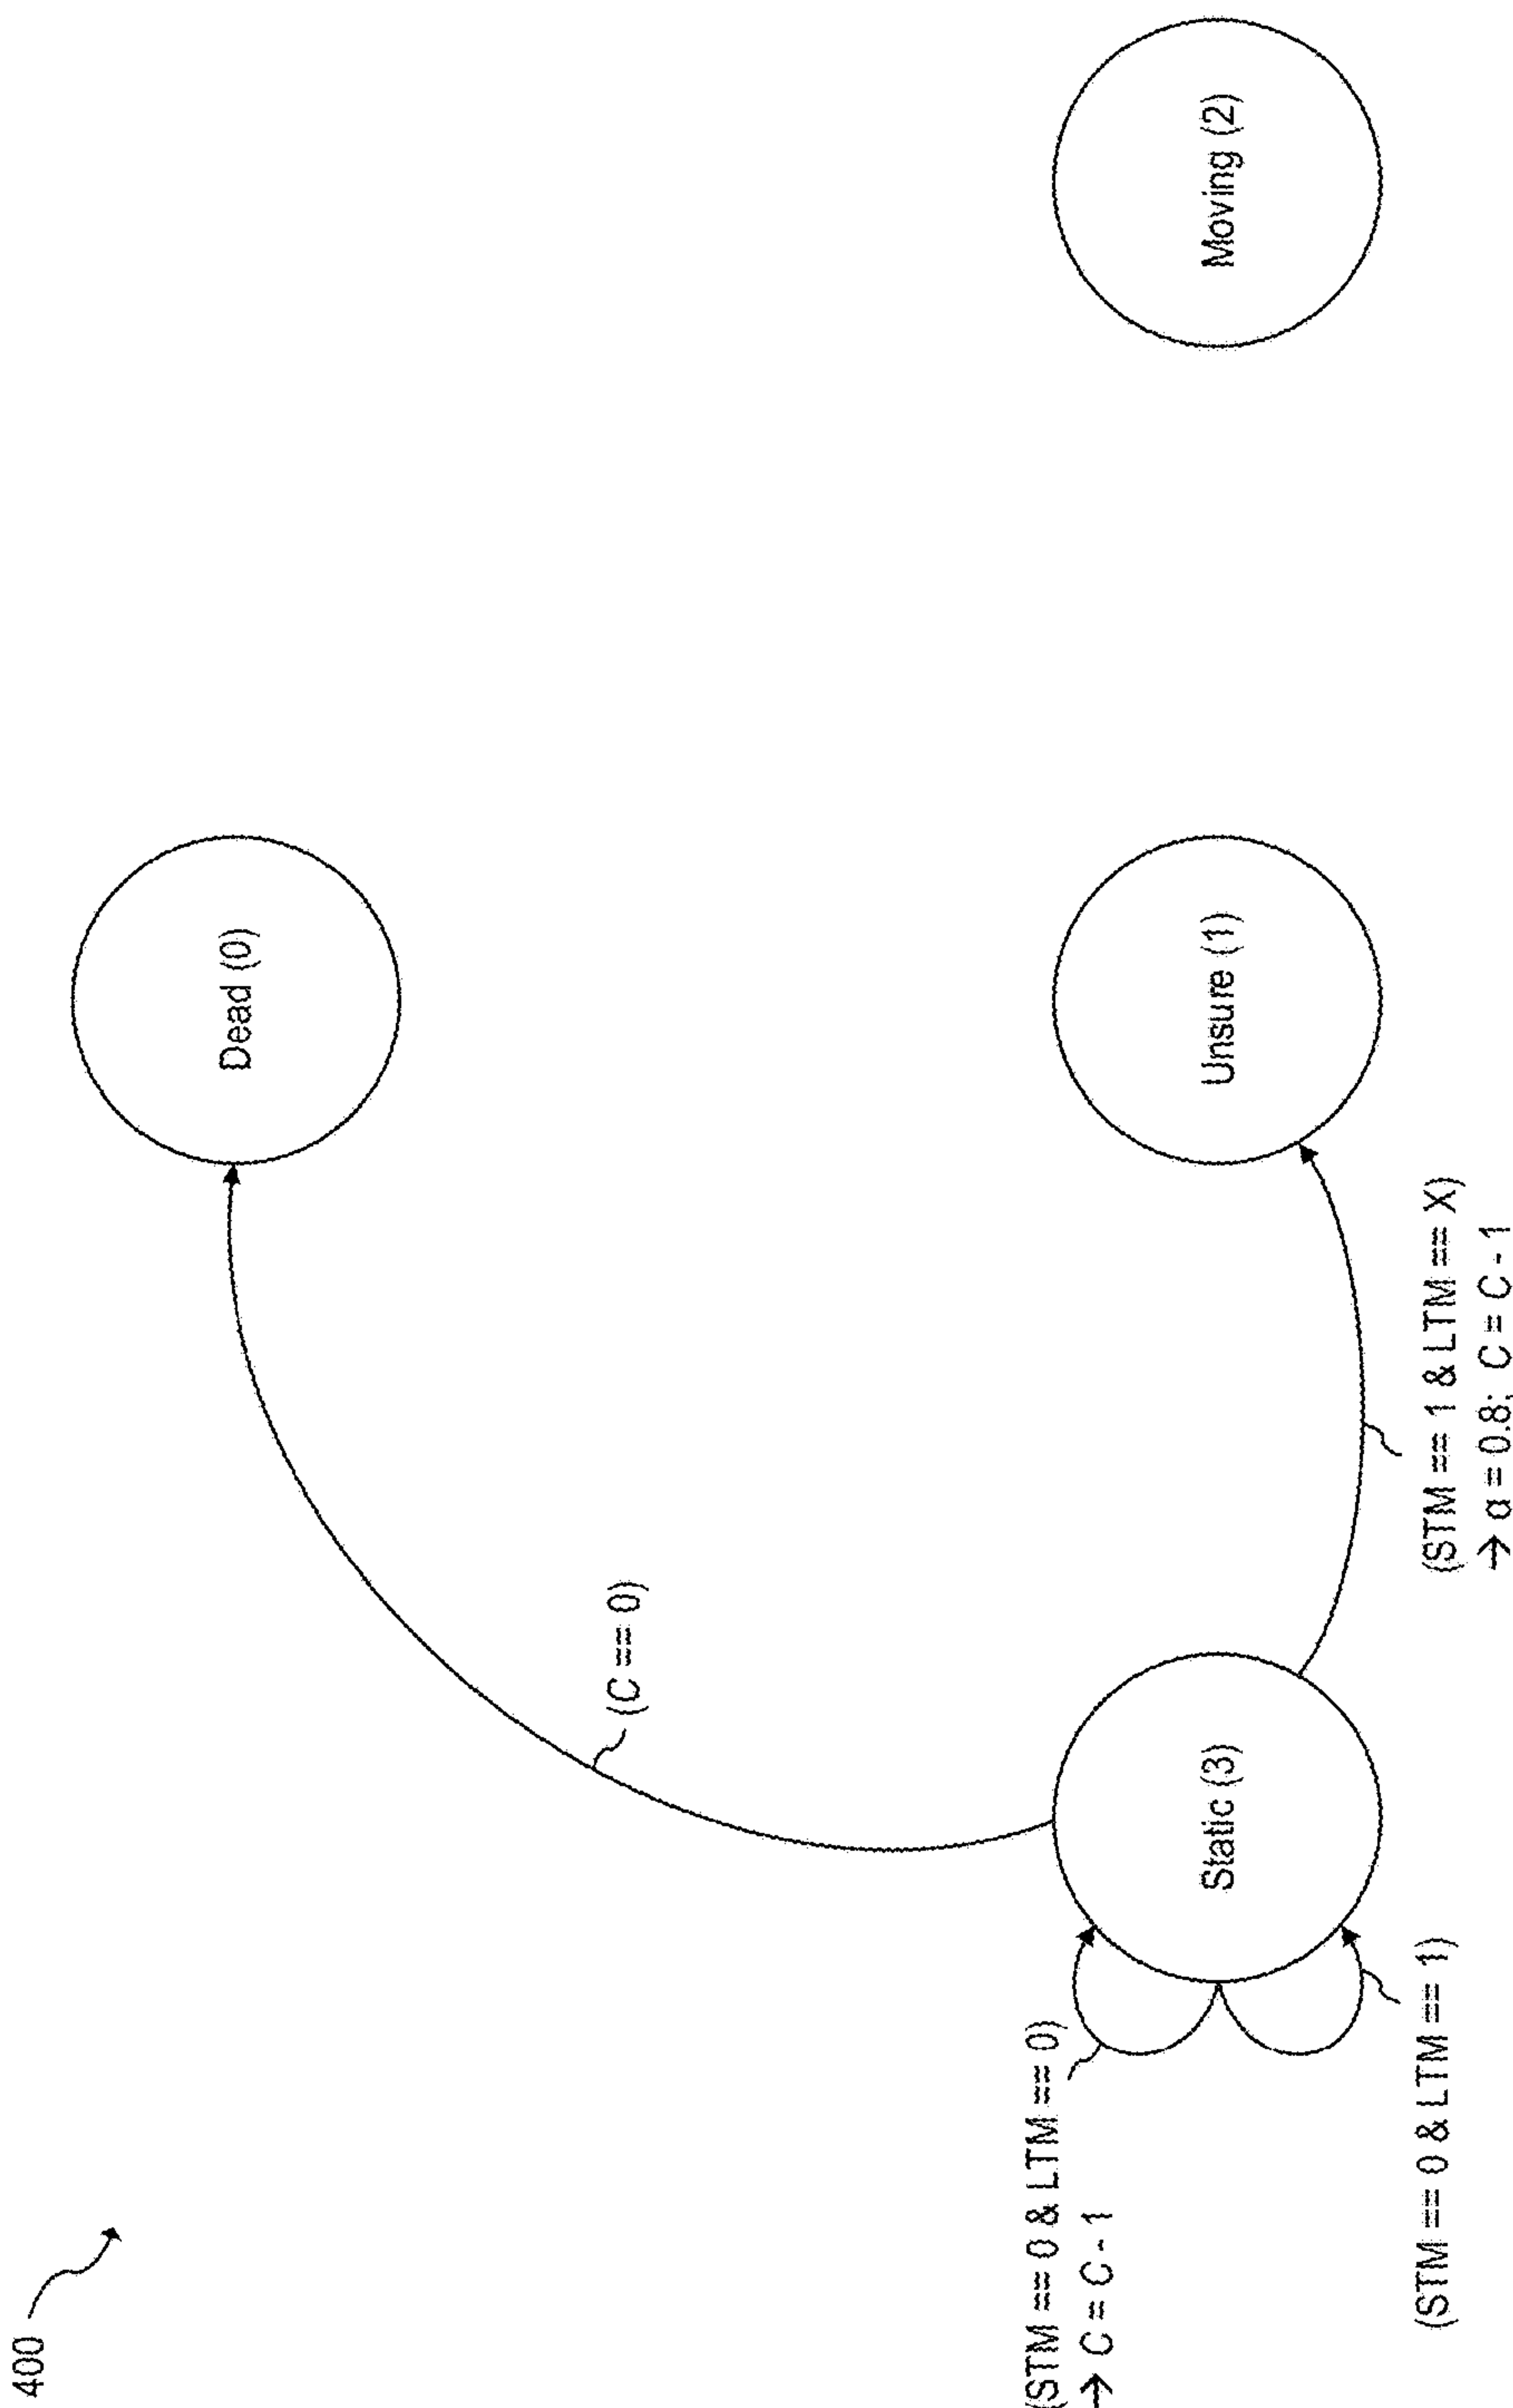 400
Dead (0)
(C == 0)
(STM == 0 & LTM == 0)
→ C = C - 1
Static (3)
Unsure (1)
Moving (2)
(STM == 0 & LTM == 1)
(STM == 1 & LTM == X)
→ α = 0.8; C = C - 1